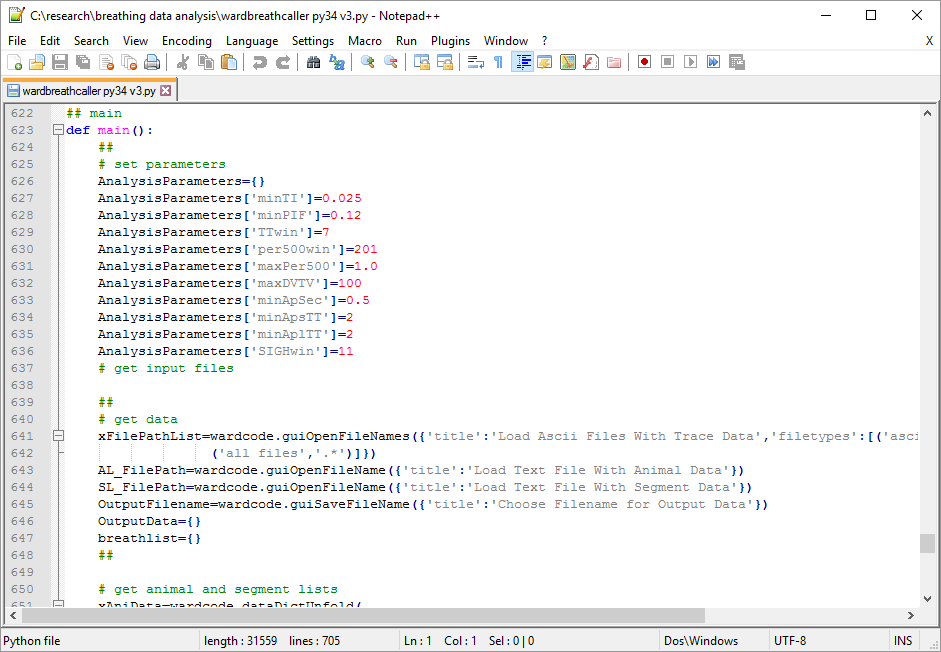 C:\research\breathing data analysis\wardbreathcaller py34 v3.py - Notepad++
File Edit Search View Encoding Language Settings Macro Run Plugins Window ? X
wardbreathcaller py34 v3.py
622 ## main
623 def main():
624 ##
625 # set parameters
626 AnalysisParameters={}
627 AnalysisParameters['minTI']=0.025
628 AnalysisParameters['minPIF']=0.12
629 AnalysisParameters['TTwin']=7
630 AnalysisParameters['per500win']=201
631 AnalysisParameters['maxPer500']=1.0
632 AnalysisParameters['maxDVTV']=100
633 AnalysisParameters['minApSec']=0.5
634 AnalysisParameters['minApsTT']=2
635 AnalysisParameters['minAplTT']=2
636 AnalysisParameters['SIGHwin']=11
637 # get input files
638
639 ##
640 # get data
641 xFilePathList=wardcode.guiOpenFileNames({'title':'Load Ascii Files With Trace Data','filetypes':[('asci
642 ('all files','.*')]})
643 AL_FilePath=wardcode.guiOpenFileName({'title':'Load Text File With Animal Data'})
644 SL_FilePath=wardcode.guiOpenFileName({'title':'Load Text File With Segment Data'})
645 OutputFilename=wardcode.guiSaveFileName({'title':'Choose Filename for Output Data'})
646 OutputData={}
647 breathlist={}
648 ##
649
650 # get animal and segment lists
651 xAniData=wardcode.dataDictUnfold(
Python file length : 31559 lines : 705 Ln : 1 Col : 1 Sel : 0 | 0 Dos\Windows UTF-8 INS